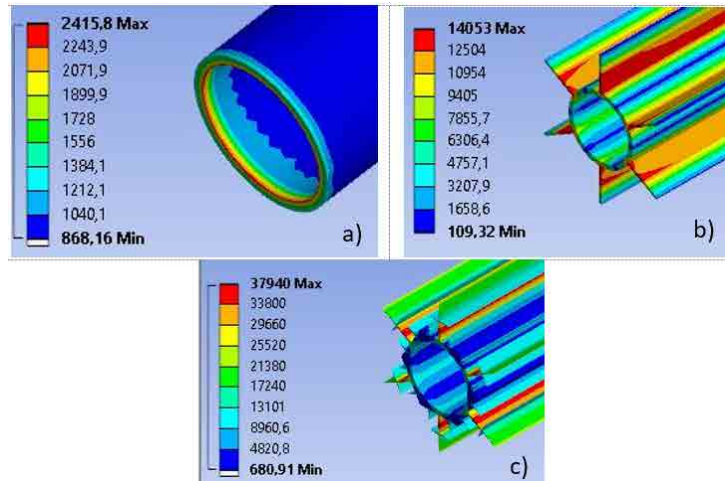 2415,8 Max
2243,9
2071,9
1899,9
1728
1556
1384,1
1212,1
1040,1
868,16 Min
a)
14053 Max
12504
10954
9405
7855,7
6306,4
4757,1
3207,9
1658,6
109,32 Min
b)
37940 Max
33800
29660
25520
21380
17240
13101
8960,6
4820,8
680,91 Min
c)